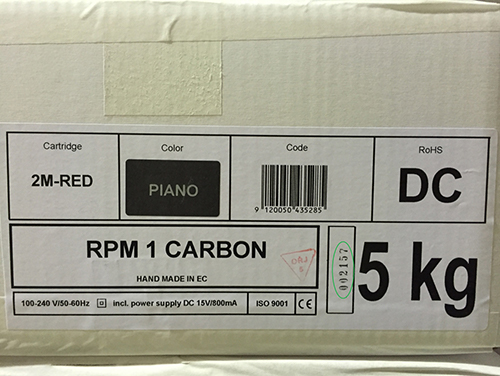 Cartridge
2M-RED
Color
PIANO
Code
9 120050 435285
RoHS
DC
RPM 1 CARBON
HAND MADE IN EC
002157
5 kg
100-240 V/50-60Hz incl. power supply DC 15V/800mA
ISO 9001
CE